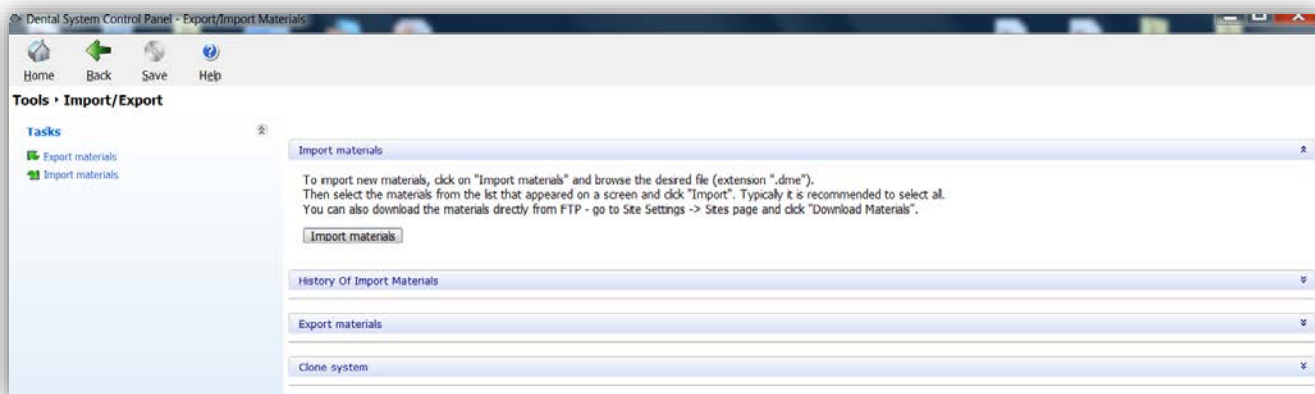 Dental System Control Panel - Export/Import Materials
Home Back Save Help
Tools ‣ Import/Export
Tasks
Export materials
Import materials
Import materials
To import new materials, click on "Import materials" and browse the desired file (extension ".dme").
Then select the materials from the list that appeared on a screen and click "Import". Typically it is recommended to select all.
You can also download the materials directly from FTP - go to Site Settings -> Sites page and click "Download Materials".
Import materials
History Of Import Materials
Export materials
Clone system